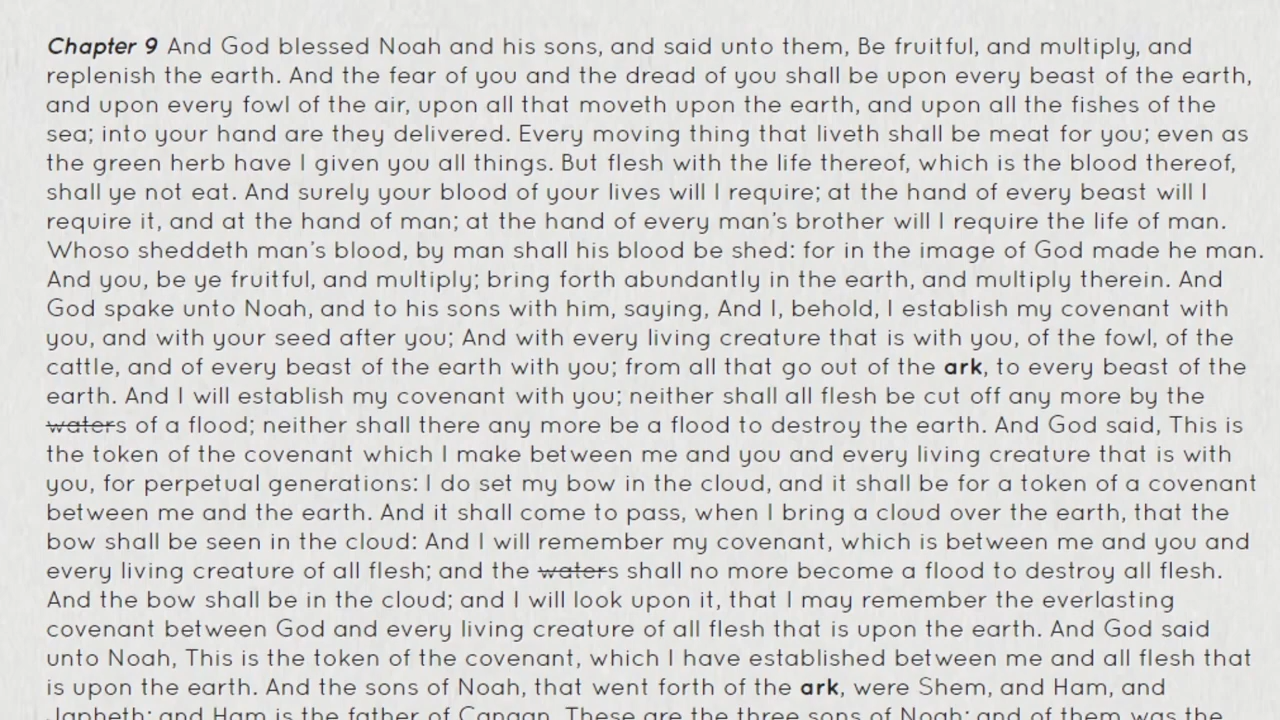 Chapter 9 And God blessed Noah and his sons, and said unto them, Be fruitful, and multiply, and
replenish the earth. And the fear of you and the dread of you shall be upon every beast of the earth,
and upon every fowl of the air, upon all that moveth upon the earth, and upon all the fishes of the
sea; into your hand are they delivered. Every moving thing that liveth shall be meat for you; even as
the green herb have I given you all things. But flesh with the life thereof, which is the blood thereof,
shall ye not eat. And surely your blood of your lives will I require; at the hand of every beast will I
require it, and at the hand of man; at the hand of every man's brother will I require the life of man.
Whoso sheddeth man's blood, by man shall his blood be shed: for in the image of God made he man.
And you, be ye fruitful, and multiply; bring forth abundantly in the earth, and multiply therein. And
God spake unto Noah, and to his sons with him, saying, And I, behold, I establish my covenant with
you, and with your seed after you; And with every living creature that is with you, of the fowl, of the
cattle, and of every beast of the earth with you; from all that go out of the ark, to every beast of the
earth. And I will establish my covenant with you; neither shall all flesh be cut off any more by the
waters of a flood; neither shall there any more be a flood to destroy the earth. And God said, This is
the token of the covenant which I make between me and you and every living creature that is with
you, for perpetual generations: I do set my bow in the cloud, and it shall be for a token of a covenant
between me and the earth. And it shall come to pass, when I bring a cloud over the earth, that the
bow shall be seen in the cloud: And I will remember my covenant, which is between me and you and
every living creature of all flesh; and the waters shall no more become a flood to destroy all flesh.
And the bow shall be in the cloud; and I will look upon it, that I may remember the everlasting
covenant between God and every living creature of all flesh that is upon the earth. And God said
unto Noah, This is the token of the covenant, which I have established between me and all flesh that
is upon the earth. And the sons of Noah, that went forth of the ark, were Shem, and Ham, and
Japheth: and Ham is the father of Canaan. These are the three sons of Noah: and of them was the